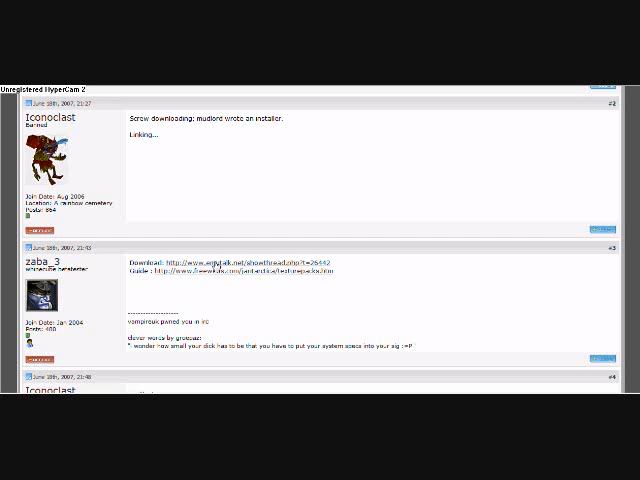 Unregistered HyperCam 2
June 18th, 2007, 21:27
#2
Iconoclast
Banned
Screw downloading; mudlord wrote an installer.
Linking...
Join Date: Aug 2006
Location: A rainbow cemetery
Posts: 864
June 18th, 2007, 21:43
#3
zaba_3
Download: http://www.emutalk.net/showthread.php?t=26442
Guide :
Join Date: Jan 2004
Posts: 480
--------------------
vampireuk pwned you in irc
clever words by groepaz:
wonder how small your dick has to be that you have to put your system specs into your sig :=P
June 18th, 2007, 21:48
#4
Iconoclast